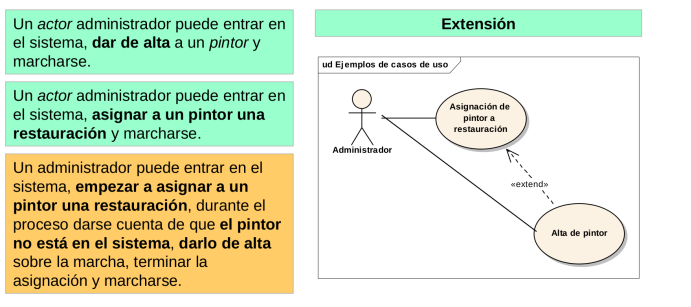 Un actor administrador puede entrar en
el sistema, dar de alta a un pintor y
marcharse.
Un actor administrador puede entrar en
el sistema, asignar a un pintor una
restauración y marcharse.
Un administrador puede entrar en el
sistema, empezar a asignar a un
pintor una restauración, durante el
proceso darse cuenta de que el pintor
no está en el sistema, darlo de alta
sobre la marcha, terminar la
asignación y marcharse.
Extensión
ud Ejemplos de casos de uso
Asignación de
pintor a
restauración
Administrador
«extend»
Alta de pintor